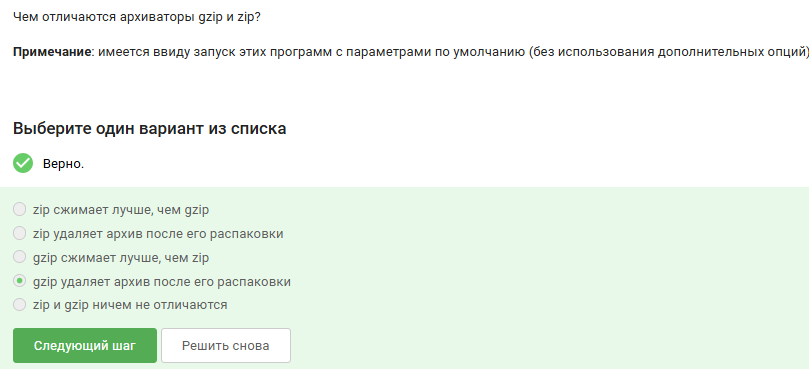 Чем отличаются архиваторы gzip и zip?
Примечание: имеется ввиду запуск этих программ с параметрами по умолчанию (без использования дополнительных опций)
Выберите один вариант из списка
Верно.
zip сжимает лучше, чем gzip
zip удаляет архив после его распаковки
gzip сжимает лучше, чем zip
gzip удаляет архив после его распаковки
zip и gzip ничем не отличаются
Следующий шаг Решить снова